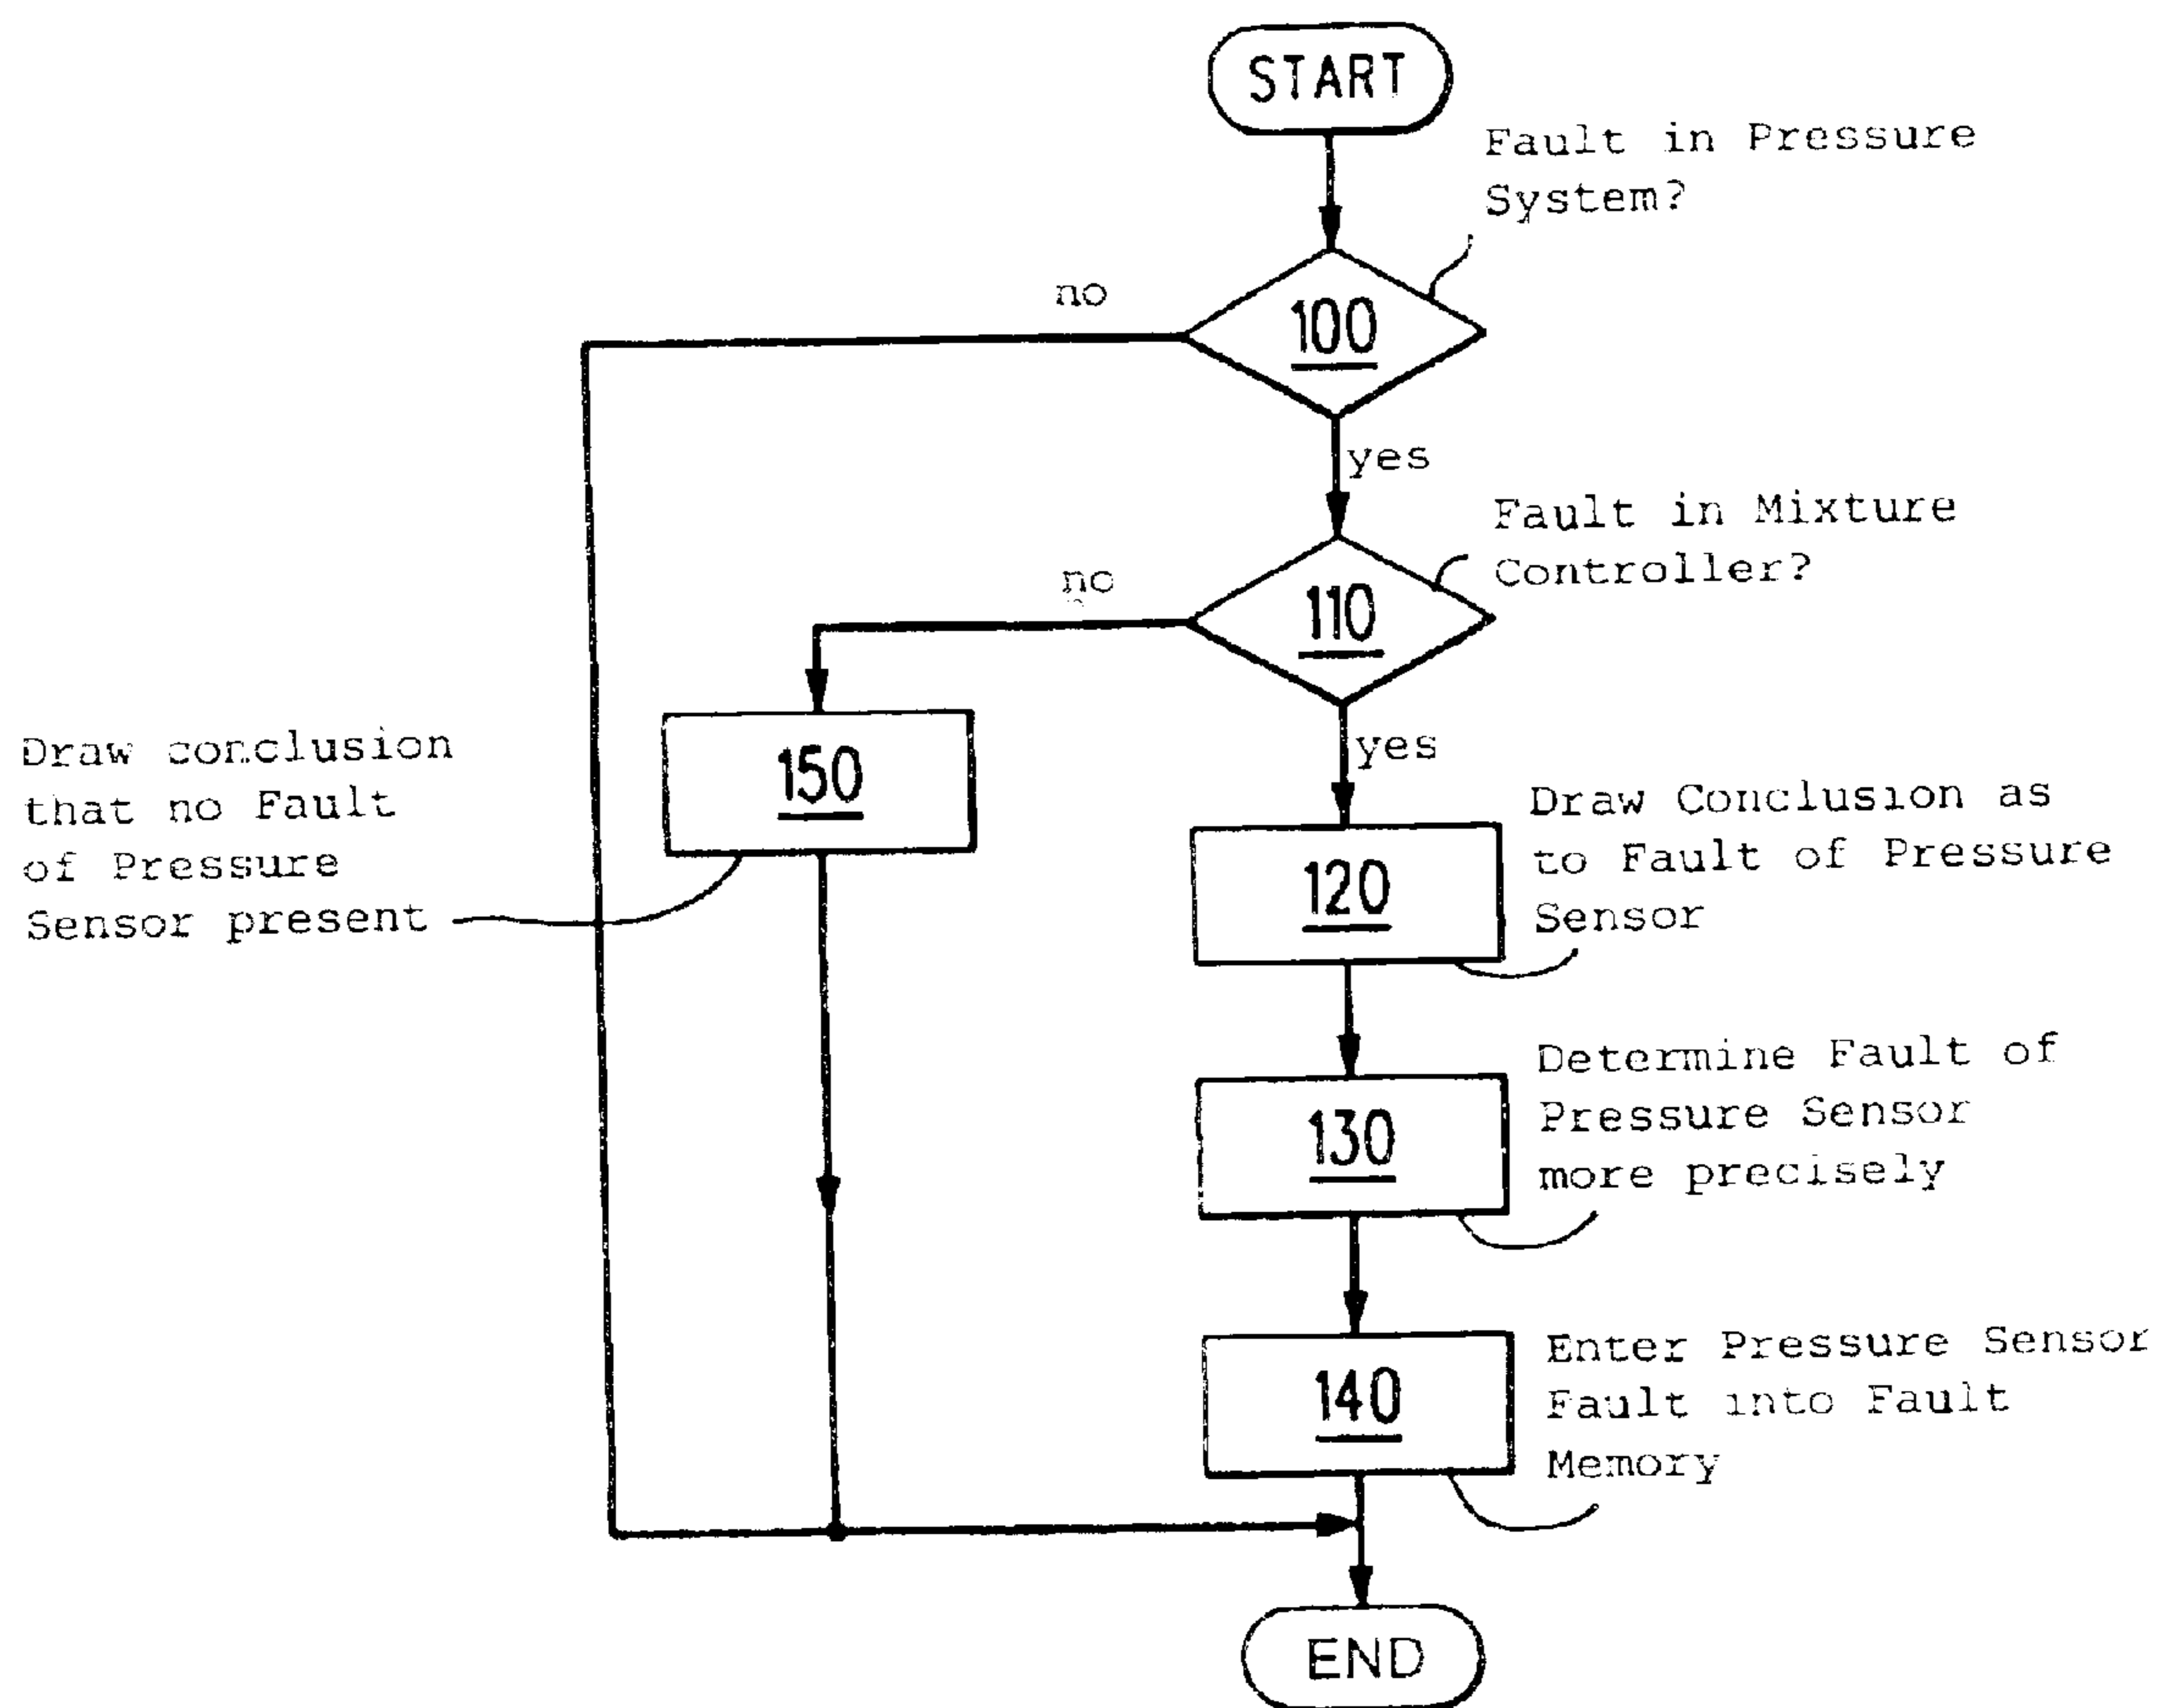 START
Fault in Pressure
System?
no
100
yes
Fault in Mixture
Controller?
no
110
yes
Draw conclusion
that no Fault
of Pressure
Sensor present
150
Draw Conclusion as
to Fault of Pressure
Sensor
120
Determine Fault of
Pressure Sensor
more precisely
130
Enter Pressure Sensor
Fault into Fault
Memory
140
END